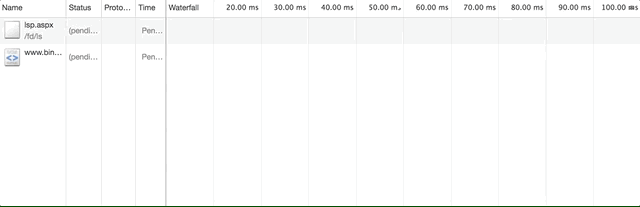 Name Status Proto... Time Waterfall 20.00 ms 30.00 ms 40.00 ms 50.00 m 60.00 ms 70.00 ms 80.00 ms 90.00 ms 100.00 ms
lsp.aspx
/fd/ls
(pendi... Pen...
www.bin...
(pendi... Pen...